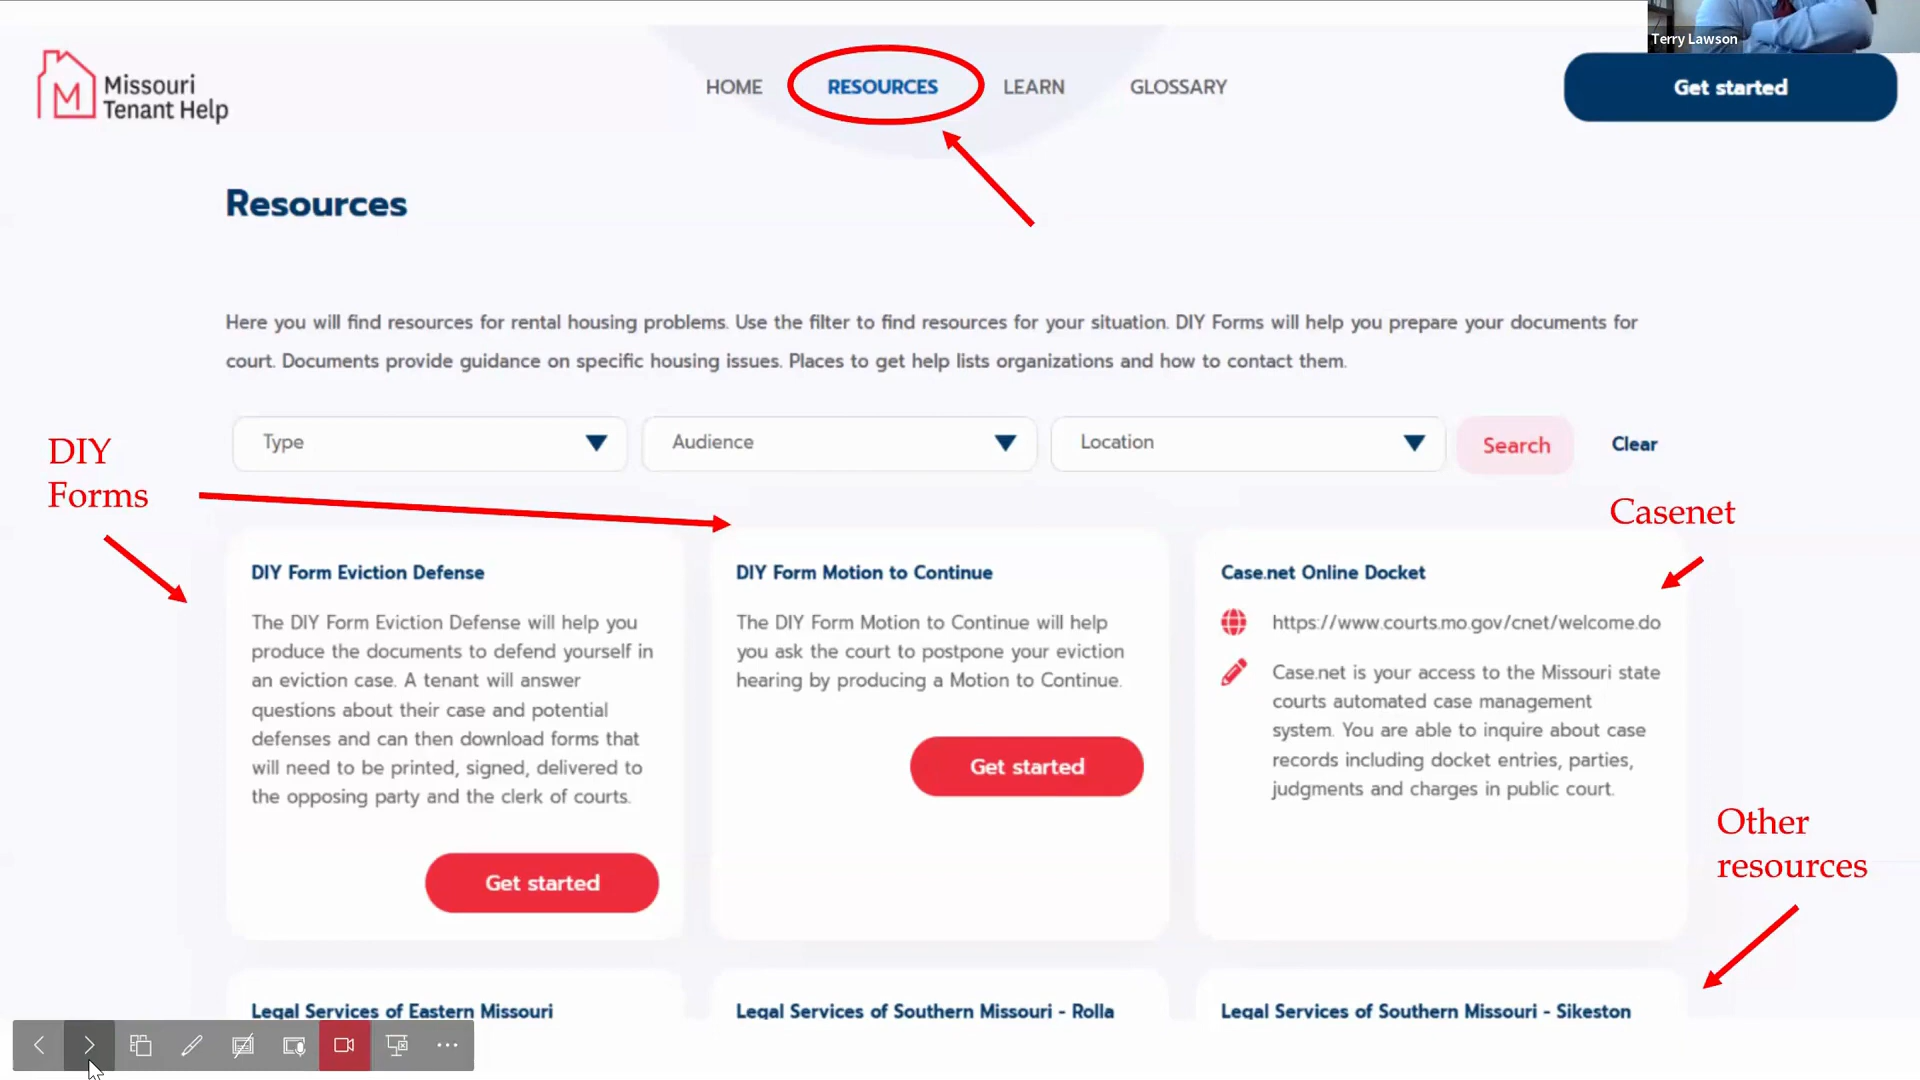 Terry Lawson
Missouri
Tenant Help
HOME
RESOURCES
LEARN
GLOSSARY
Get started
Resources
Here you will find resources for rental housing problems. Use the filter to find resources for your situation. DIY Forms will help you prepare your documents for
court. Documents provide guidance on specific housing issues. Places to get help lists organizations and how to contact them.
DIY
Forms
Type
Audience
Location
Search
Clear
Casenet
DIY Form Eviction Defense
The DIY Form Eviction Defense will help you
produce the documents to defend yourself in
an eviction case. A tenant will answer
questions about their case and potential
defenses and can then download forms that
will need to be printed, signed, delivered to
the opposing party and the clerk of courts.
Get started
DIY Form Motion to Continue
The DIY Form Motion to Continue will help
you ask the court to postpone your eviction
hearing by producing a Motion to Continue.
Get started
Case.net Online Docket
https://www.courts.mo.gov/cnet/welcome.do
Case.net is your access to the Missouri state
courts automated case management
system. You are able to inquire about case
records including docket entries, parties,
judgments and charges in public court.
Other
resources
Legal Services of Eastern Missouri
Legal Services of Southern Missouri - Rolla
Legal Services of Southern Missouri - Sikeston